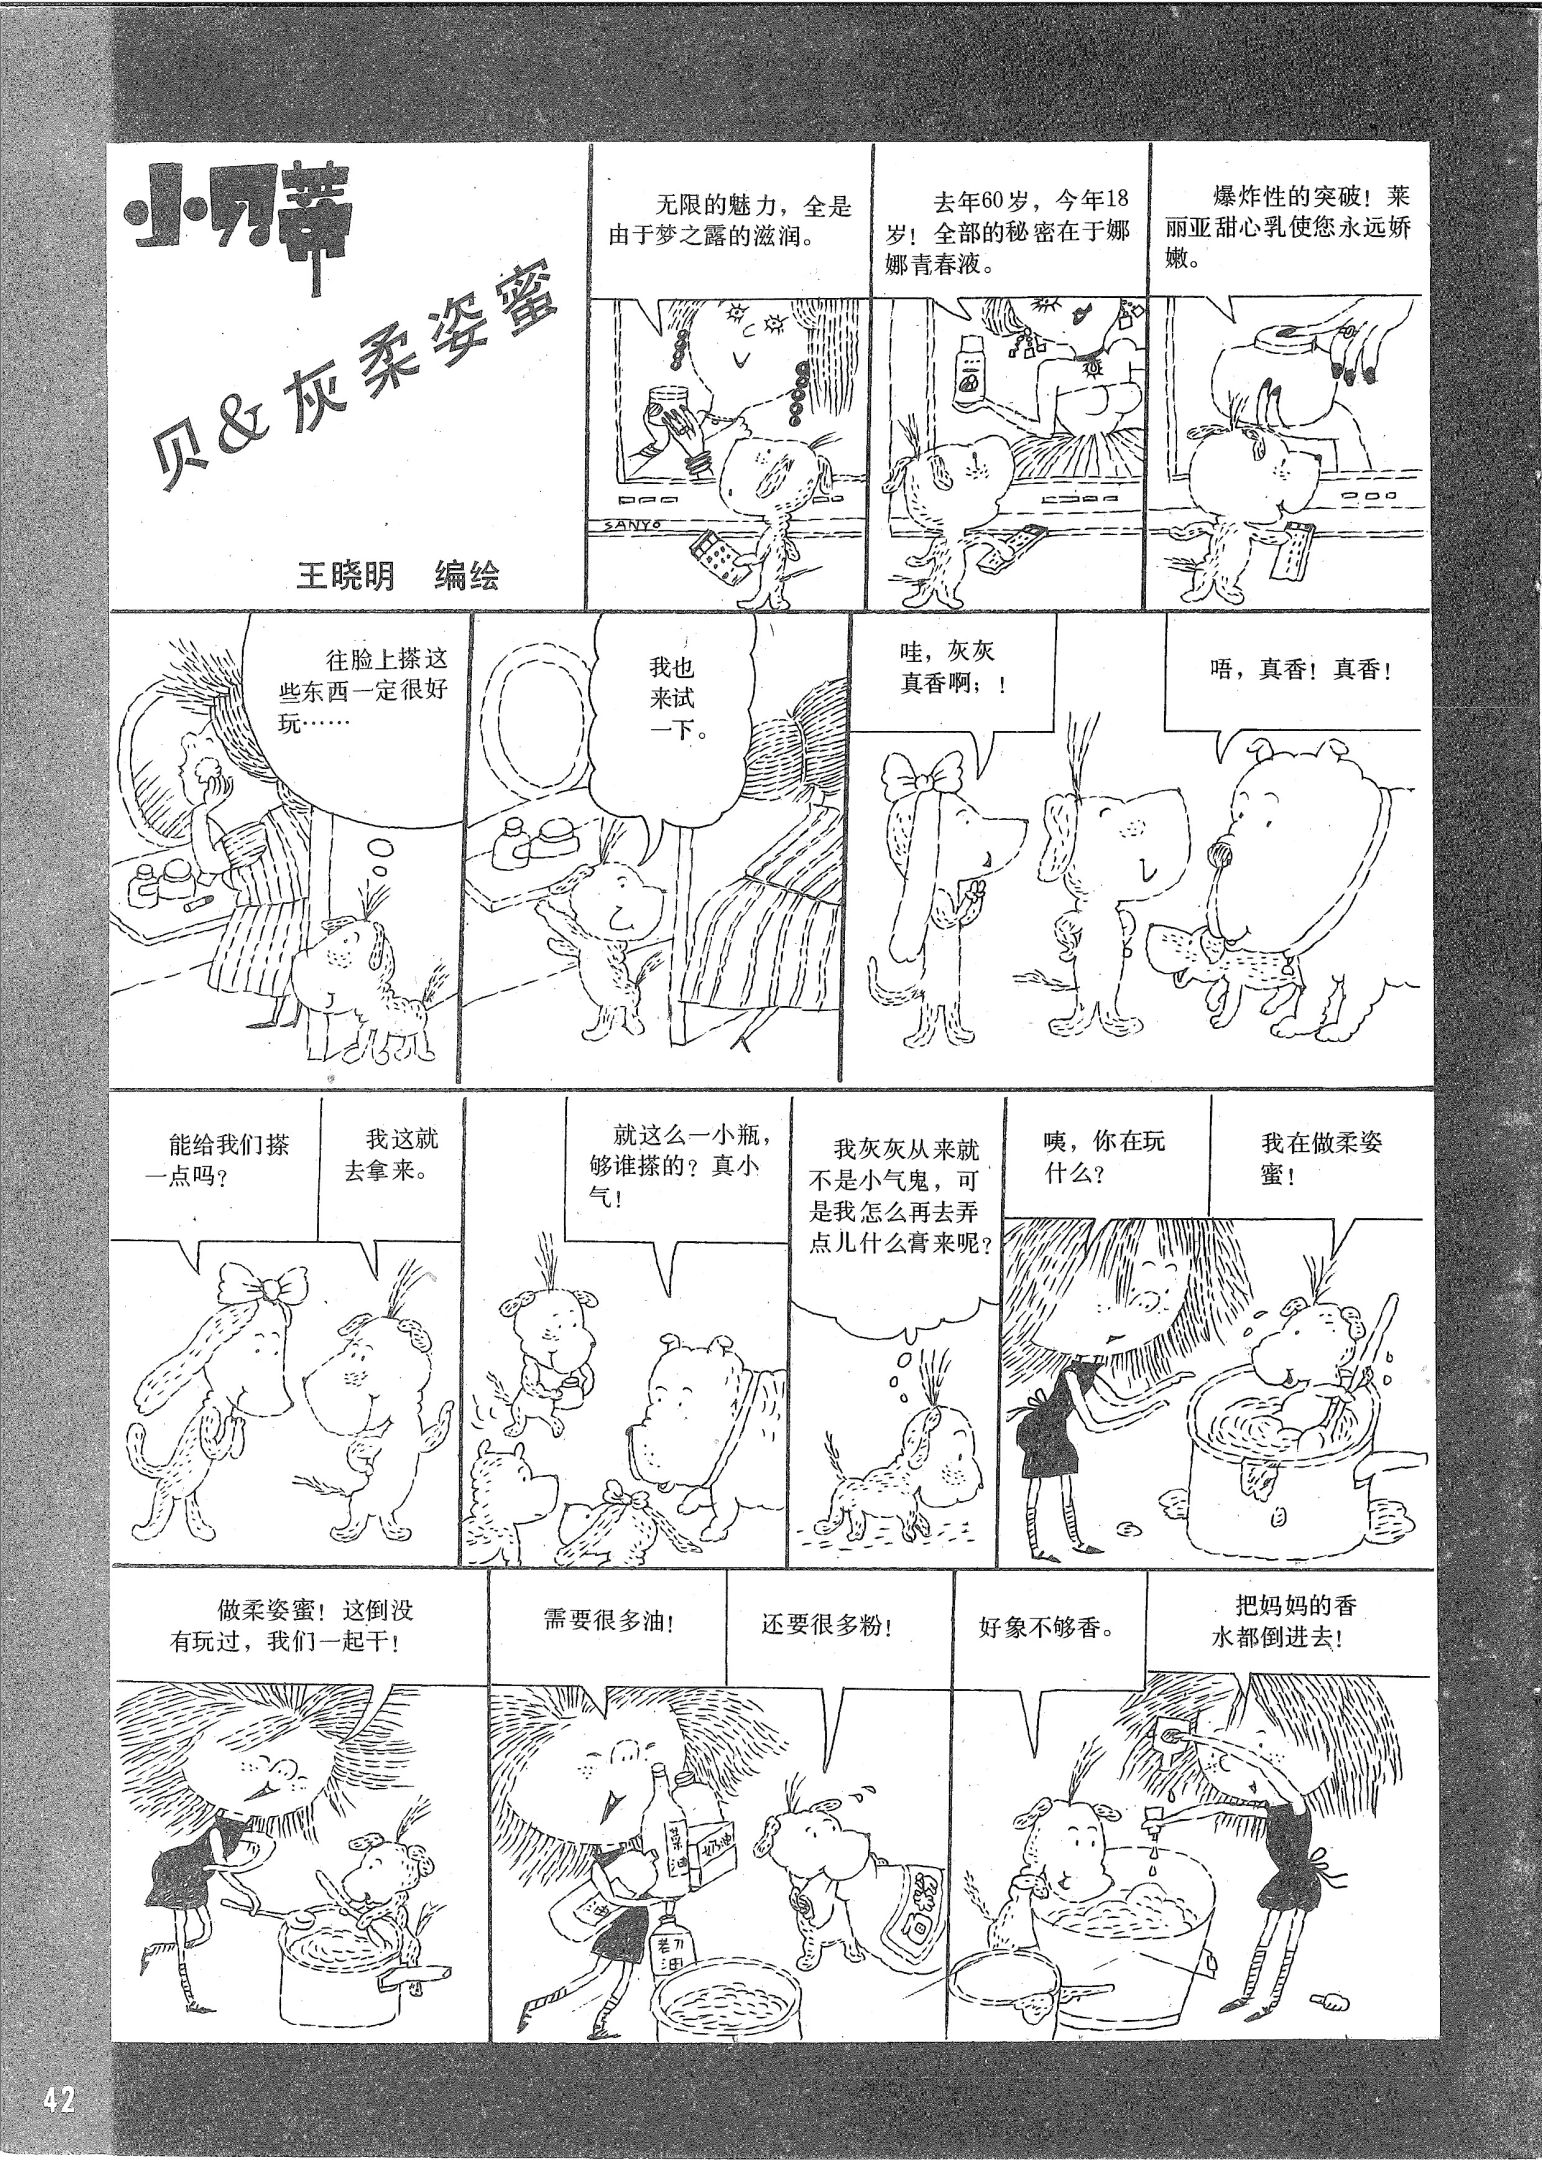 小贝蒂
贝&灰柔姿蜜
王晓明　编绘
无限的魅力，全是
由于梦之露的滋润。
SANYO
去年60岁，今年18
岁！全部的秘密在于娜
娜青春液。
爆炸性的突破！莱
丽亚甜心乳使您永远娇
嫩。
往脸上搽这
些东西一定很好
玩……
我也
来试
一下。
哇，灰灰
真香啊；！
唔，真香！真香！
能给我们搽
一点吗？
我这就
去拿来。
就这么一小瓶，
够谁搽的？真小
气！
我灰灰从来就
不是小气鬼，可
是我怎么再去弄
点儿什么膏来呢？
咦，你在玩
什么？
我在做柔姿
蜜！
做柔姿蜜！这倒没
有玩过，我们一起干！
需要很多油！
菜
油
奶油
油
还要很多粉！
面粉
好象不够香。
把妈妈的香
水都倒进去！
42